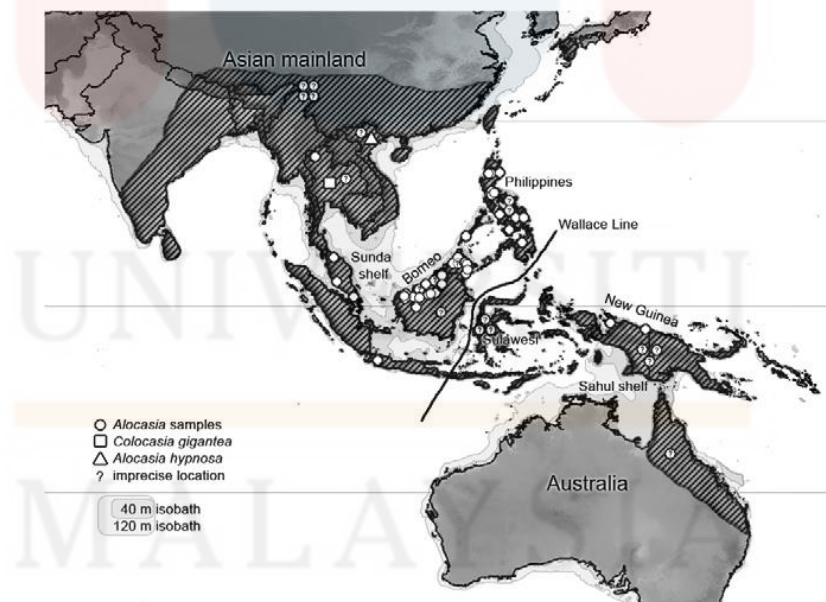 Asian mainland
Philippines
Wallace Line
Sunda
shelf
Borneo
New Guinea
Sulawesi
Sahul shelf
Alocasia samples
Colocasia gigantea
Alocasia hypnosa
? imprecise location
40 m isobath
120 m isobath
Australia
UNIVERSITI
MALAYSIA